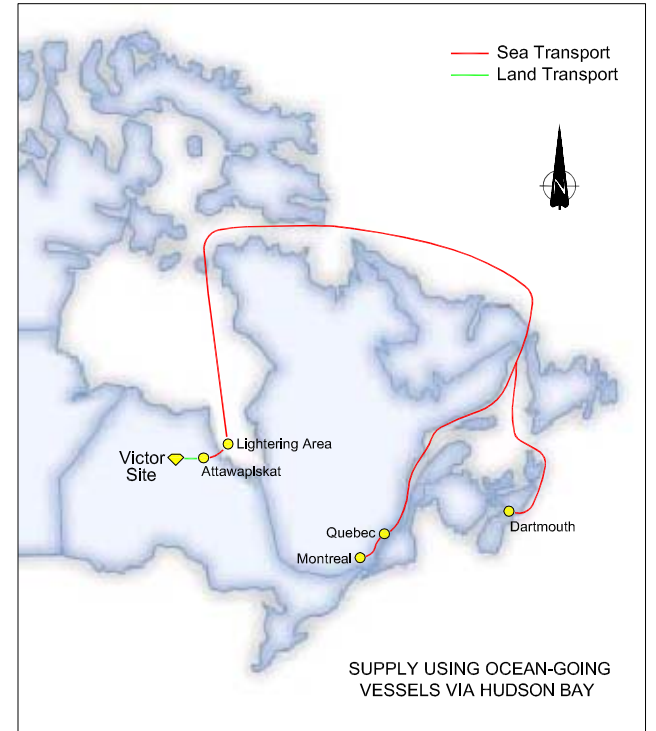 Sea Transport
Land Transport
N
Lightering Area
Victor
Site
Attawapiskat
Quebec
Dartmouth
Montreal
SUPPLY USING OCEAN-GOING
VESSELS VIA HUDSON BAY